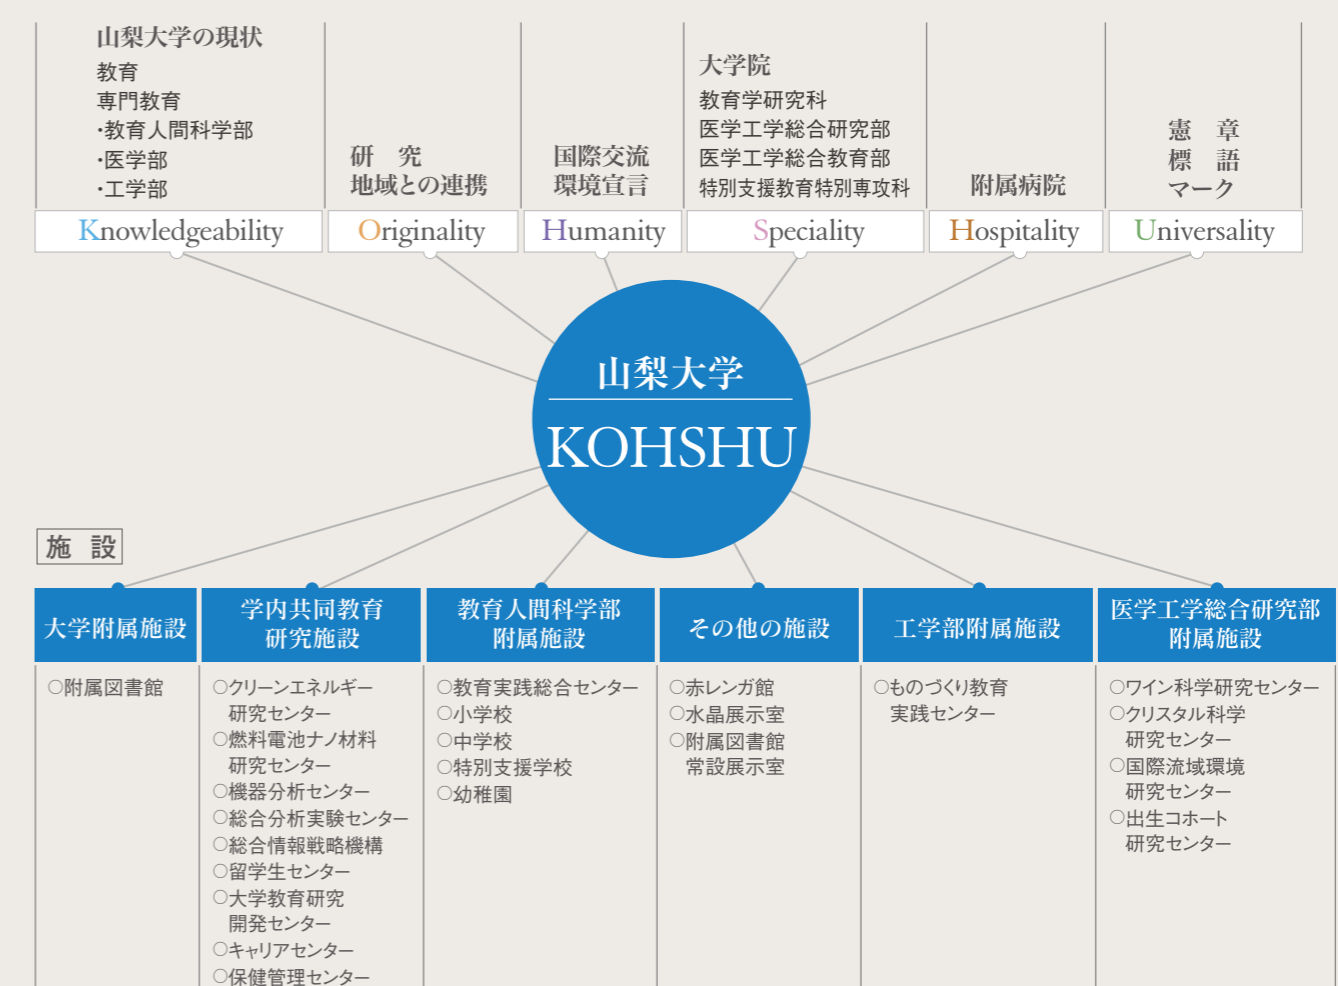 山梨大学の現状
教育
専門教育
・教育人間科学部
・医学部
・工学部
Knowledgeability
研　究
地域との連携
Originality
国際交流
環境宣言
Humanity
大学院
教育学研究科
医学工学総合研究部
医学工学総合教育部
特別支援教育特別専攻科
Speciality
附属病院
Hospitality
憲　章
標　語
マーク
Universality
山梨大学
KOHSHU
施　設
大学附属施設
○附属図書館
学内共同教育
研究施設
○クリーンエネルギー
研究センター
○燃料電池ナノ材料
研究センター
○機器分析センター
○総合分析実験センター
○総合情報戦略機構
○留学生センター
○大学教育研究
開発センター
○キャリアセンター
○保健管理センター
教育人間科学部
附属施設
○教育実践総合センター
○小学校
○中学校
○特別支援学校
○幼稚園
その他の施設
○赤レンガ館
○水晶展示室
○附属図書館
常設展示室
工学部附属施設
○ものづくり教育
実践センター
医学工学総合研究部
附属施設
○ワイン科学研究センター
○クリスタル科学
研究センター
○国際流域環境
研究センター
○出生コホート
研究センター